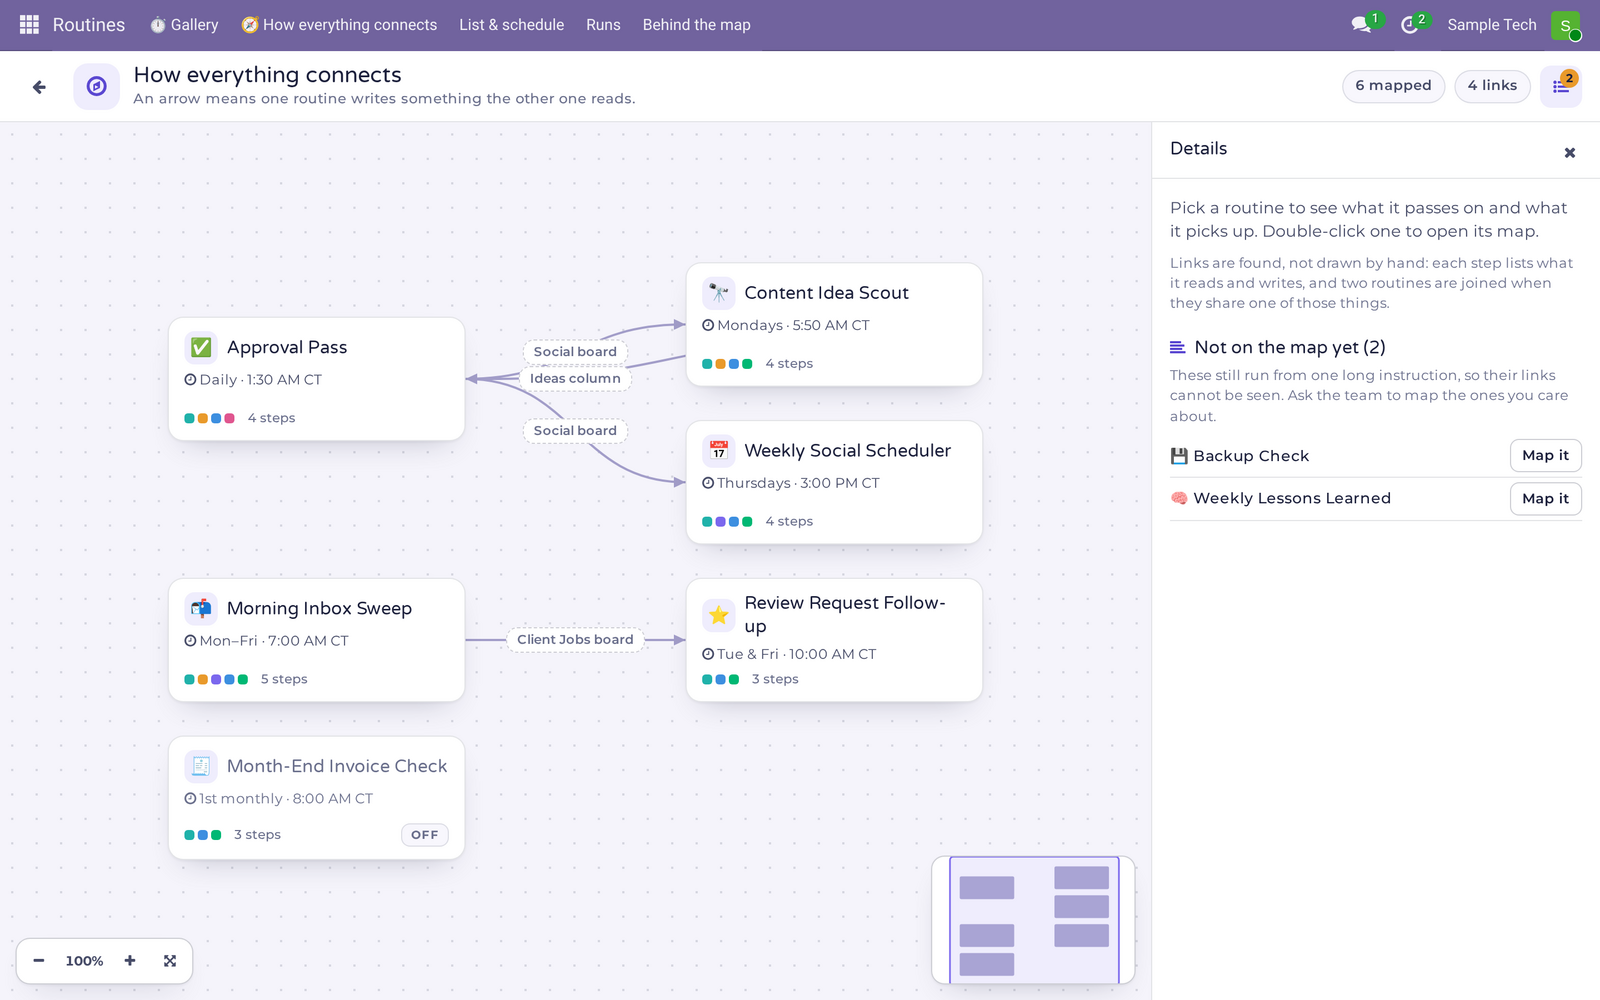 Routines
Gallery
How everything connects
List & schedule
Runs
Behind the map
1
2
Sample Tech
S
How everything connects
An arrow means one routine writes something the other one reads.
6 mapped
4 links
2
Details
Pick a routine to see what it passes on and what
it picks up. Double-click one to open its map.
Links are found, not drawn by hand: each step lists what
it reads and writes, and two routines are joined when
they share one of those things.
Not on the map yet (2)
These still run from one long instruction, so their links
cannot be seen. Ask the team to map the ones you care
about.
Backup Check
Map it
Weekly Lessons Learned
Map it
Approval Pass
Daily · 1:30 AM CT
4 steps
Social board
Ideas column
Social board
Content Idea Scout
Mondays · 5:50 AM CT
4 steps
Weekly Social Scheduler
Thursdays · 3:00 PM CT
4 steps
Morning Inbox Sweep
Mon–Fri · 7:00 AM CT
5 steps
Client Jobs board
Review Request Follow-
up
Tue & Fri · 10:00 AM CT
3 steps
Month-End Invoice Check
1st monthly · 8:00 AM CT
3 steps
OFF
100%